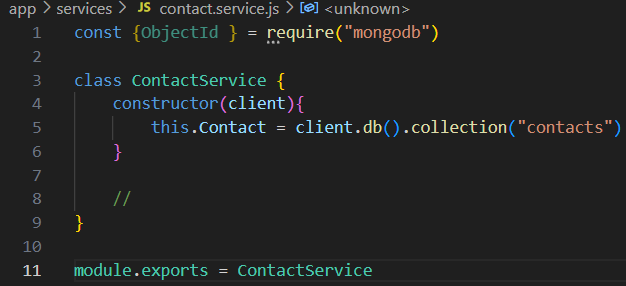 app > services > JS contact.service.js > <unknown>
1 const {ObjectId } = require("mongodb")
2
3 class ContactService {
4 constructor(client){
5 this.Contact = client.db().collection("contacts")
6 }
7
8 //
9 }
10
11 module.exports = ContactService